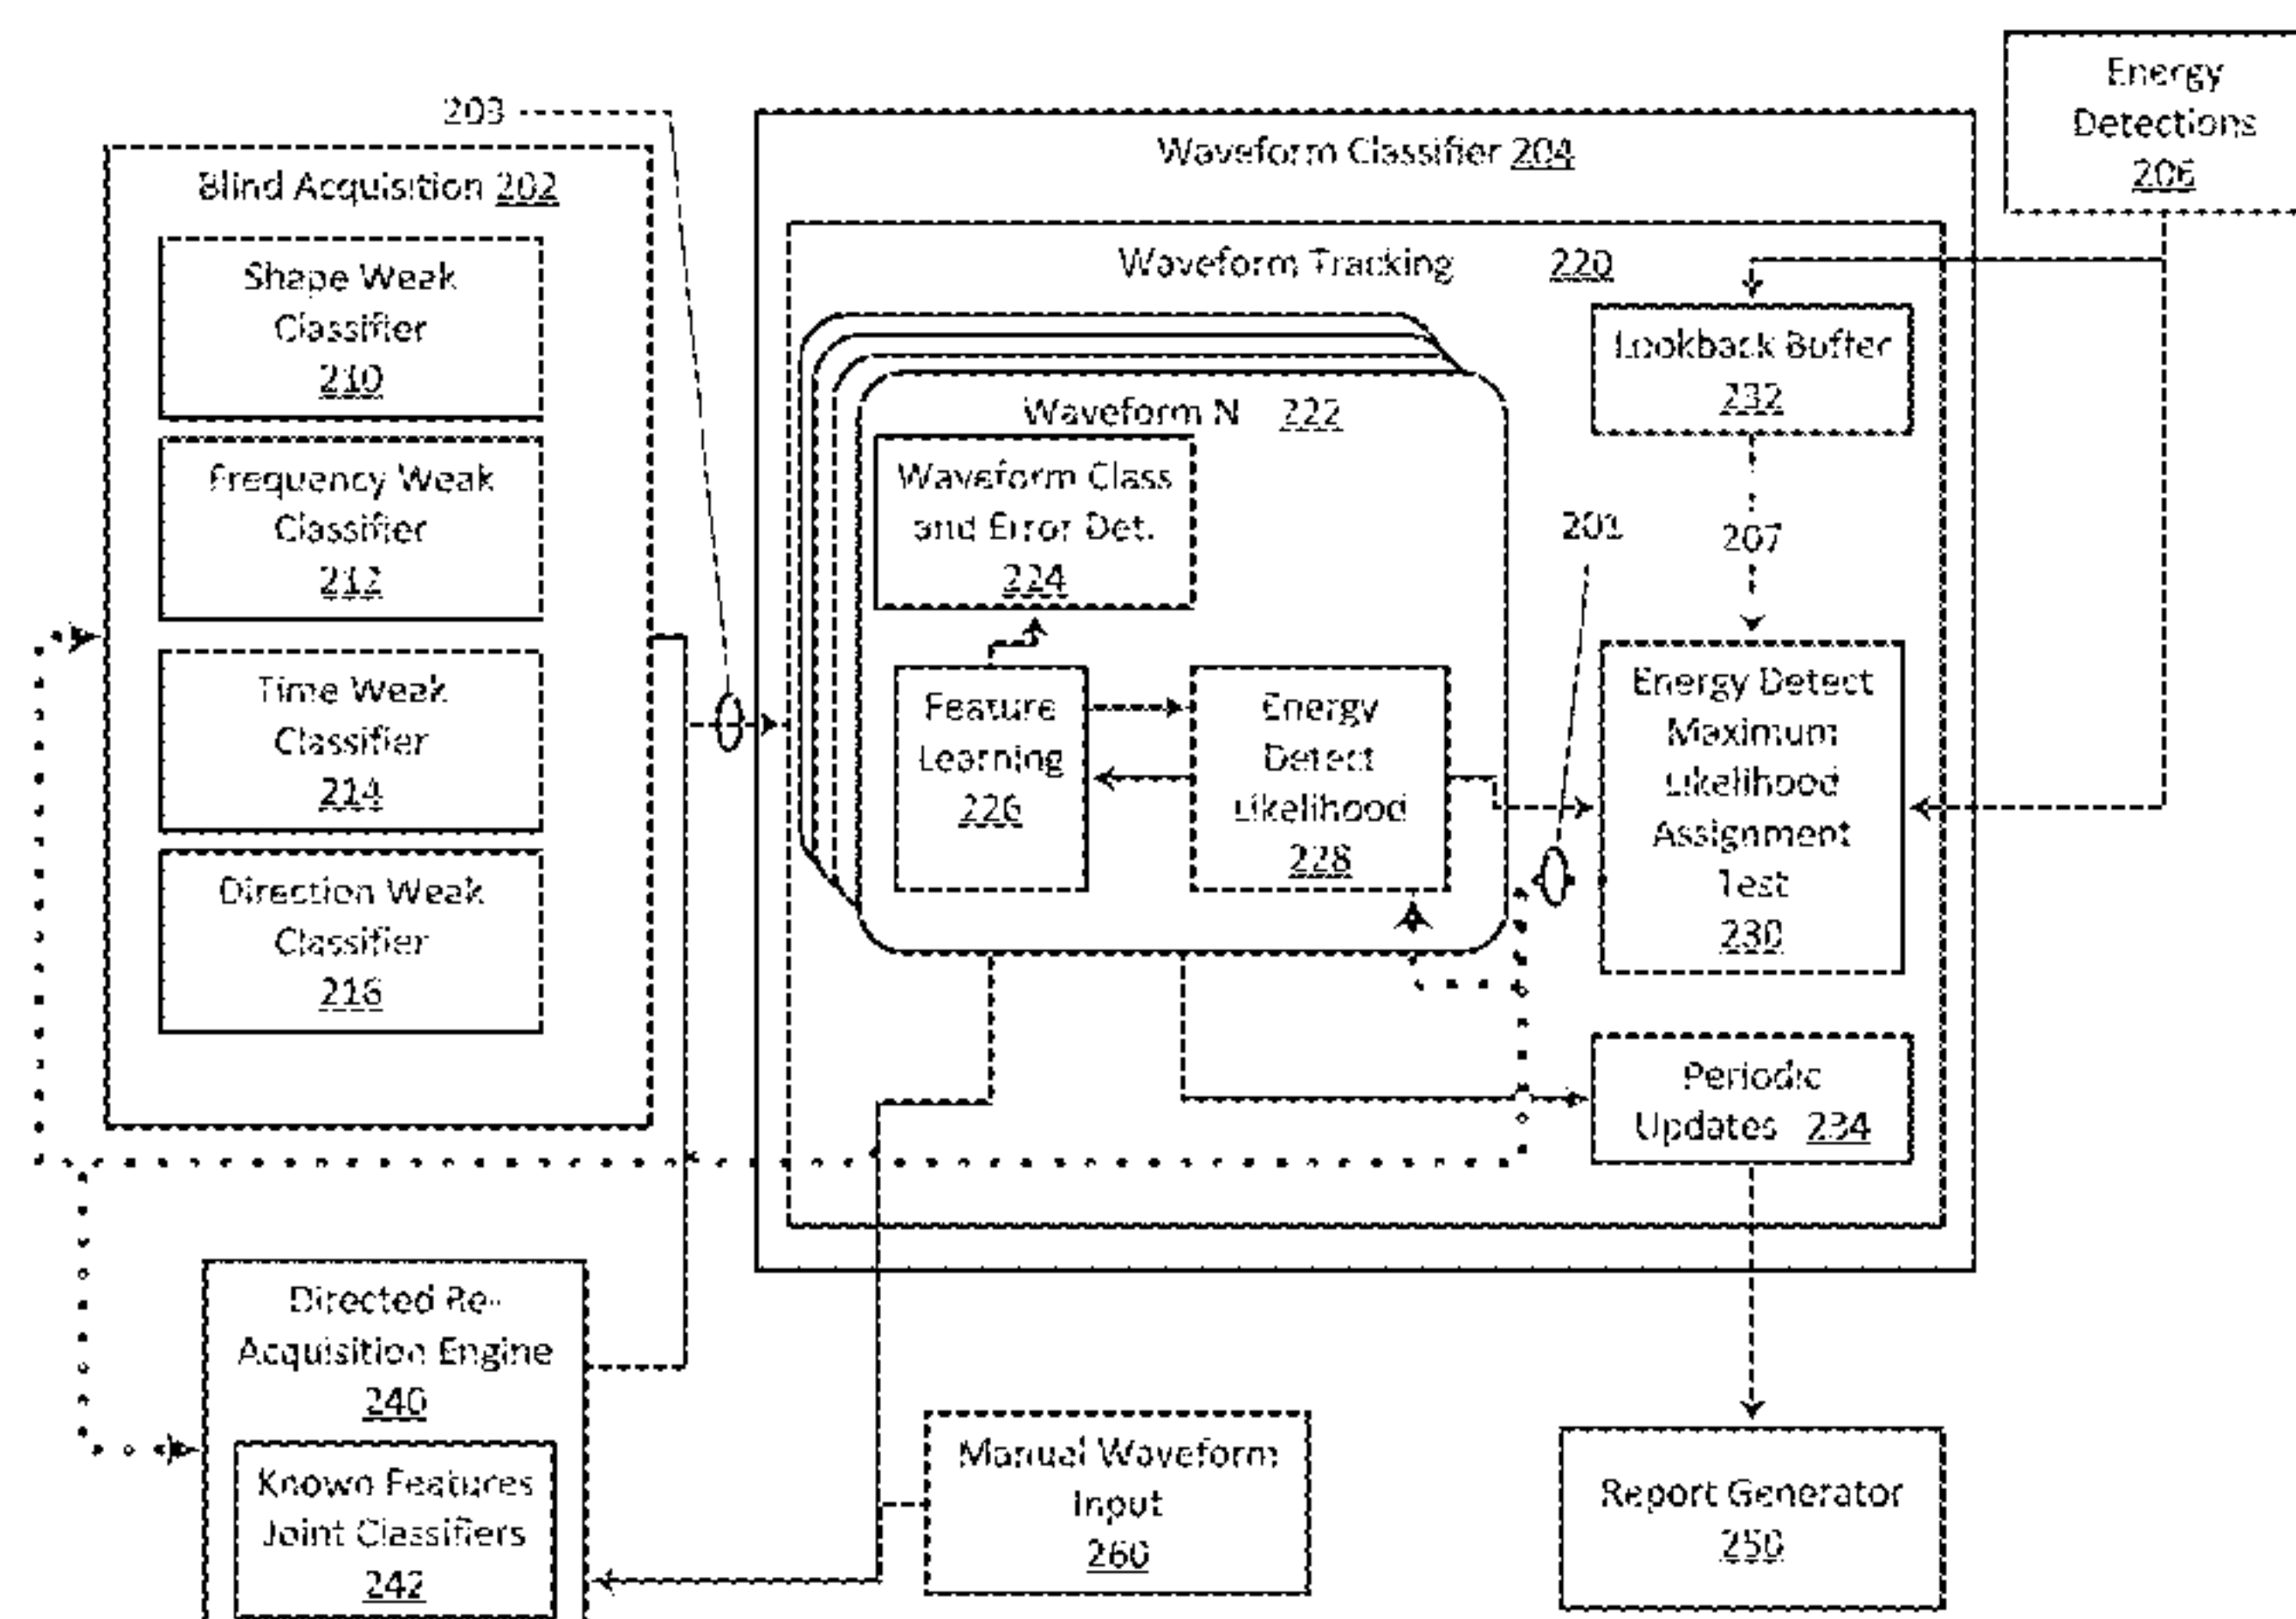 203
Blind Acquisition 202
Shape Weak
Classifier
210
Frequency Weak
Classifier
212
Time Weak
Classifier
214
Direction Weak
Classifier
216
Waveform Classifier 204
Waveform Tracking 220
Waveform N 222
Waveform Class
and Error Det.
224
Feature
Learning
226
Energy
Detect
Likelihood
228
201
Energy
Detections
206
Lookback Buffer
232
207
Energy Detect
Maximum
Likelihood
Assignment
Test
230
Periodic
Updates 234
Directed Re-
Acquisition Engine
240
Known Features
Joint Classifiers
242
Manual Waveform
Input
260
Report Generator
250